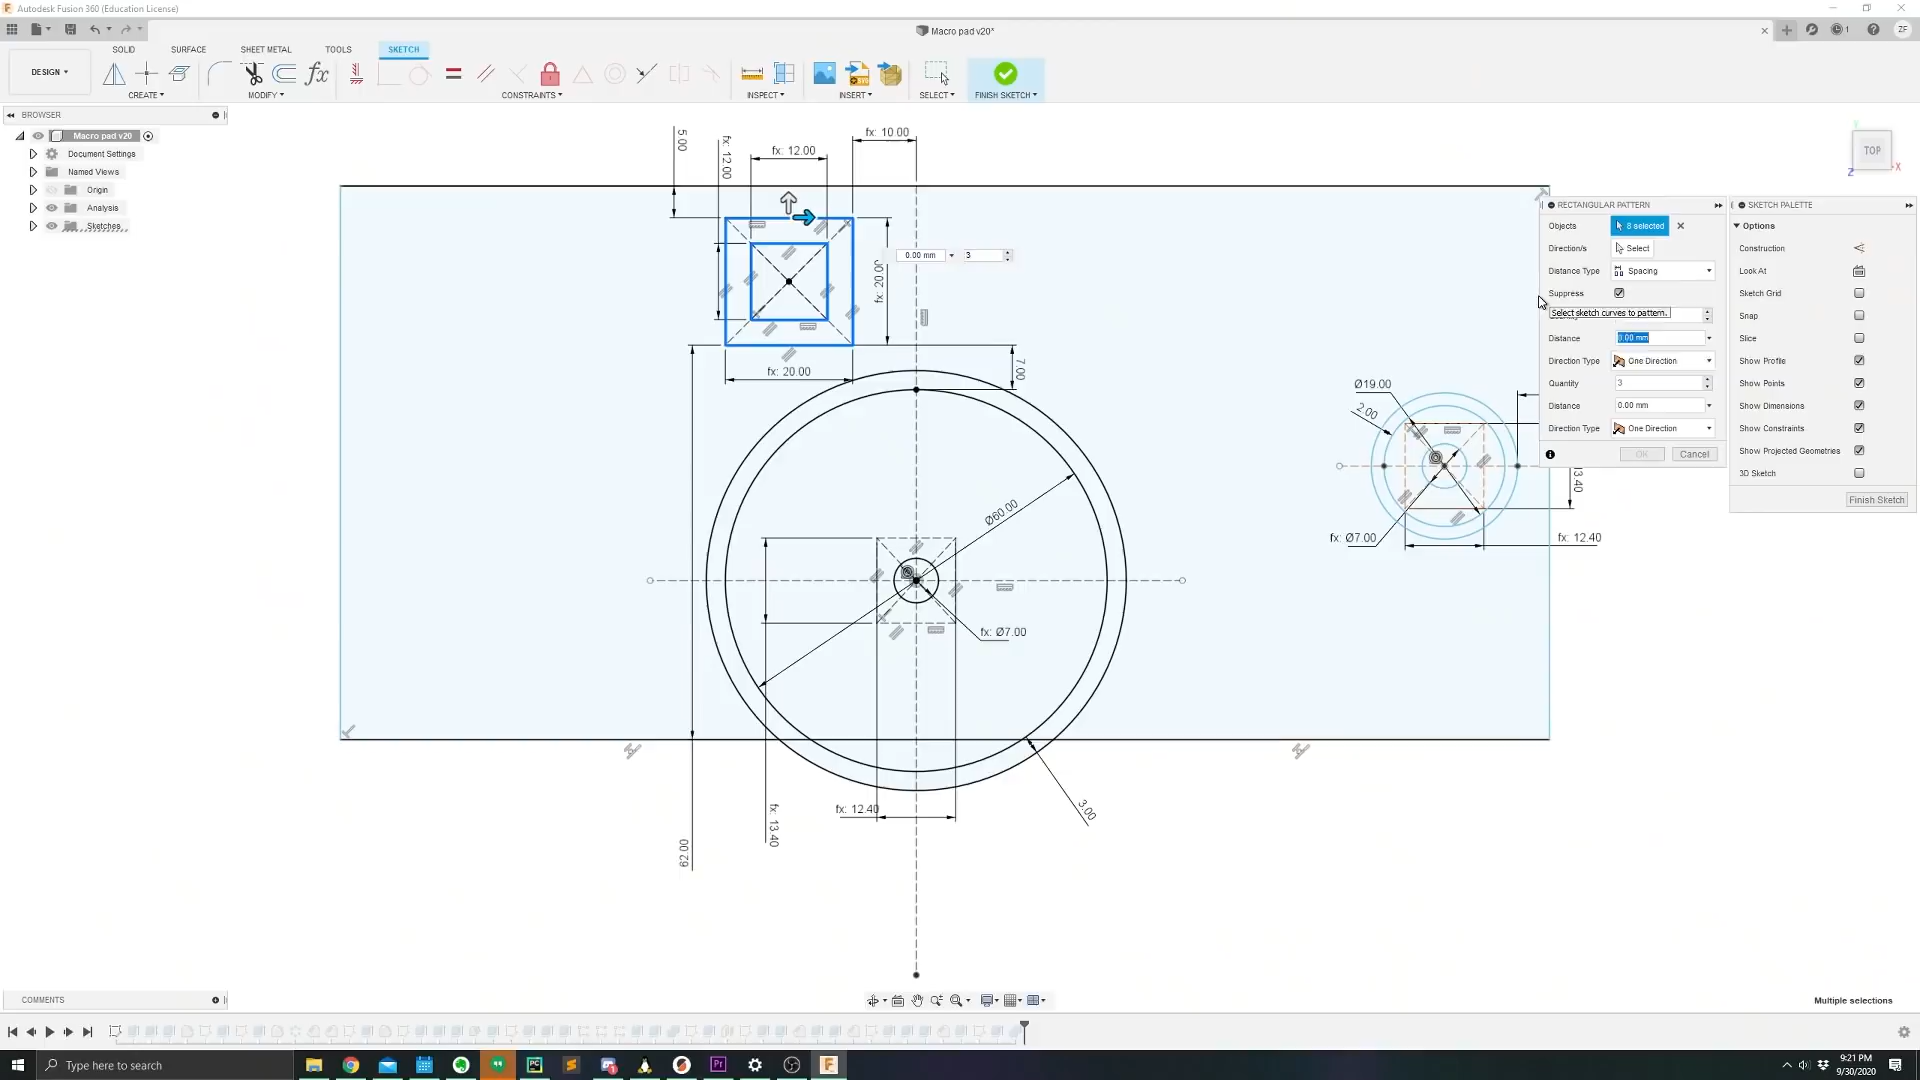 Autodesk Fusion 360 (Education License)
Macro pad v20*
1
ZF
SOLID
SURFACE
SHEET METAL
TOOLS
SKETCH
DESIGN
CREATE
MODIFY
CONSTRAINTS
INSPECT
INSERT
SELECT
FINISH SKETCH
BROWSER
Macro pad v20
Document Settings
Named Views
Origin
Analysis
Sketches
TOP
X
Z
5.00
fx: 12.00
fx: 12.00
fx: 10.00
0.00 mm
3
fx: 20.00
fx: 20.00
7.00
Ø60.00
fx: Ø7.00
fx: 12.40
fx: 13.40
62.00
3.00
Ø19.00
2.00
fx: Ø7.00
fx: 12.40
13.40
RECTANGULAR PATTERN
Objects
8 selected
Direction/s
Select
Distance Type
Spacing
Suppress
Select sketch curves to pattern.
Distance
0.00 mm
Direction Type
One Direction
Quantity
3
Distance
0.00 mm
Direction Type
One Direction
OK
Cancel
SKETCH PALETTE
Options
Construction
Look At
Sketch Grid
Snap
Slice
Show Profile
Show Points
Show Dimensions
Show Constraints
Show Projected Geometries
3D Sketch
Finish Sketch
COMMENTS
Multiple selections
Type here to search
9:21 PM
9/30/2020